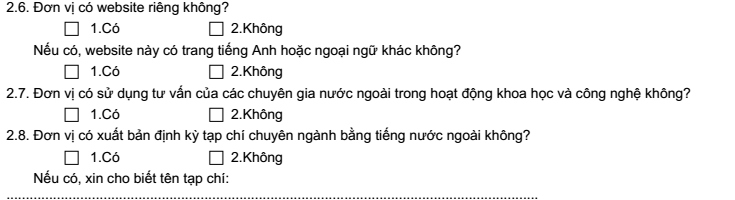 2.6. Đơn vị có website riêng không?
☐ 1.Có ☐ 2.Không
Nếu có, website này có trang tiếng Anh hoặc ngoại ngữ khác không?
☐ 1.Có ☐ 2.Không
2.7. Đơn vị có sử dụng tư vấn của các chuyên gia nước ngoài trong hoạt động khoa học và công nghệ không?
☐ 1.Có ☐ 2.Không
2.8. Đơn vị có xuất bản định kỳ tạp chí chuyên ngành bằng tiếng nước ngoài không?
☐ 1.Có ☐ 2.Không
Nếu có, xin cho biết tên tạp chí:
.......................................................................................................................................